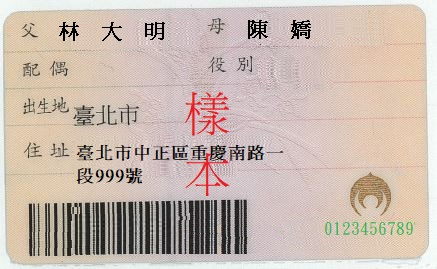 父 林大明 母 陳嬌
配偶 役別
出生地 臺北市
住址 臺北市中正區重慶南路一
段999號
樣本
0123456789